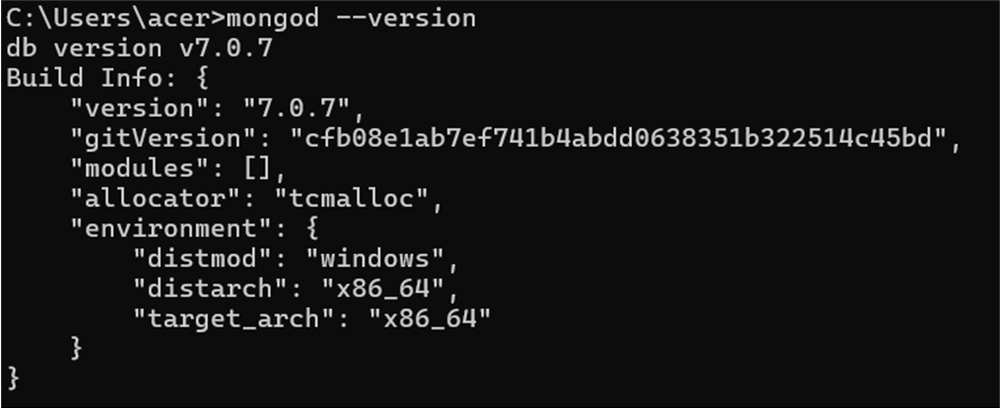 C:\Users\acer>mongod --version
db version v7.0.7
Build Info: {
    "version": "7.0.7",
    "gitVersion": "cfb08e1ab7ef741b4abdd0638351b322514c45bd",
    "modules": [],
    "allocator": "tcmalloc",
    "environment": {
        "distmod": "windows",
        "distarch": "x86_64",
        "target_arch": "x86_64"
    }
}